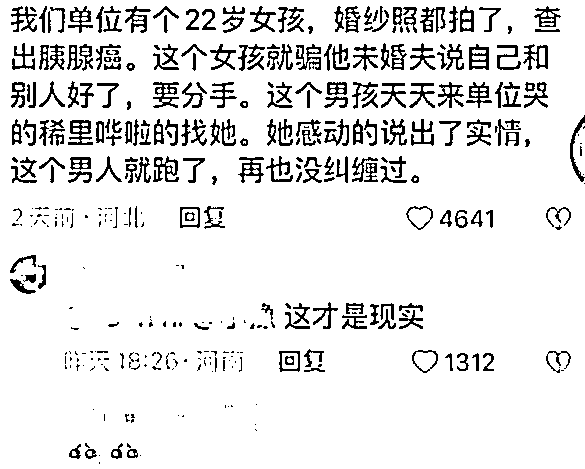 我们单位有个22岁女孩，婚纱照都拍了，查
出胰腺癌。这个女孩就骗他未婚夫说自己和
别人好了，要分手。这个男孩天天来单位哭
的稀里哗啦的找她。她感动的说出了实情，
这个男人就跑了，再也没纠缠过。
2天前·河北 回复 4641
这才是现实
昨天 18:26·河南 回复 1312